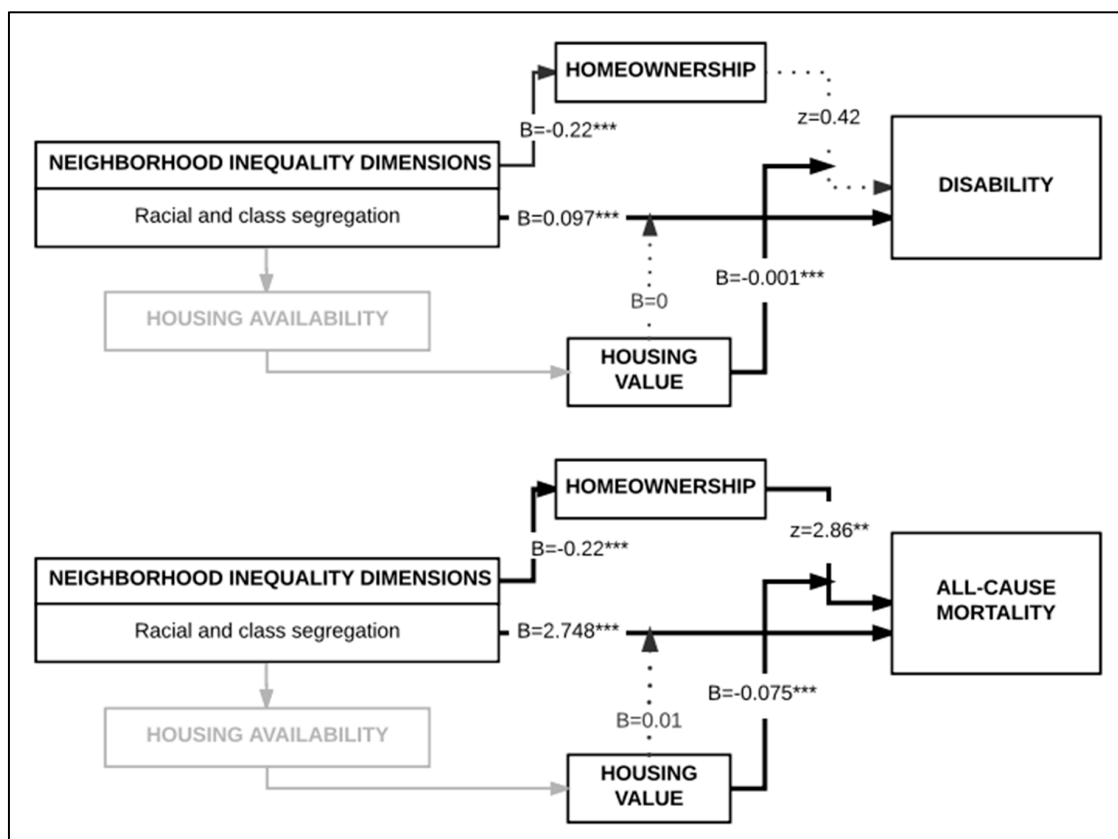 HOMEOWNERSHIP
z=0.42
B=-0.22***
NEIGHBORHOOD INEQUALITY DIMENSIONS
DISABILITY
Racial and class segregation
B=0.097***
B=-0.001***
B=0
HOUSING AVAILABILITY
HOUSING
VALUE
HOMEOWNERSHIP
z=2.86**
B=-0.22***
NEIGHBORHOOD INEQUALITY DIMENSIONS
ALL-CAUSE
MORTALITY
Racial and class segregation
B=2.748***
B=-0.075***
B=0.01
HOUSING AVAILABILITY
HOUSING
VALUE